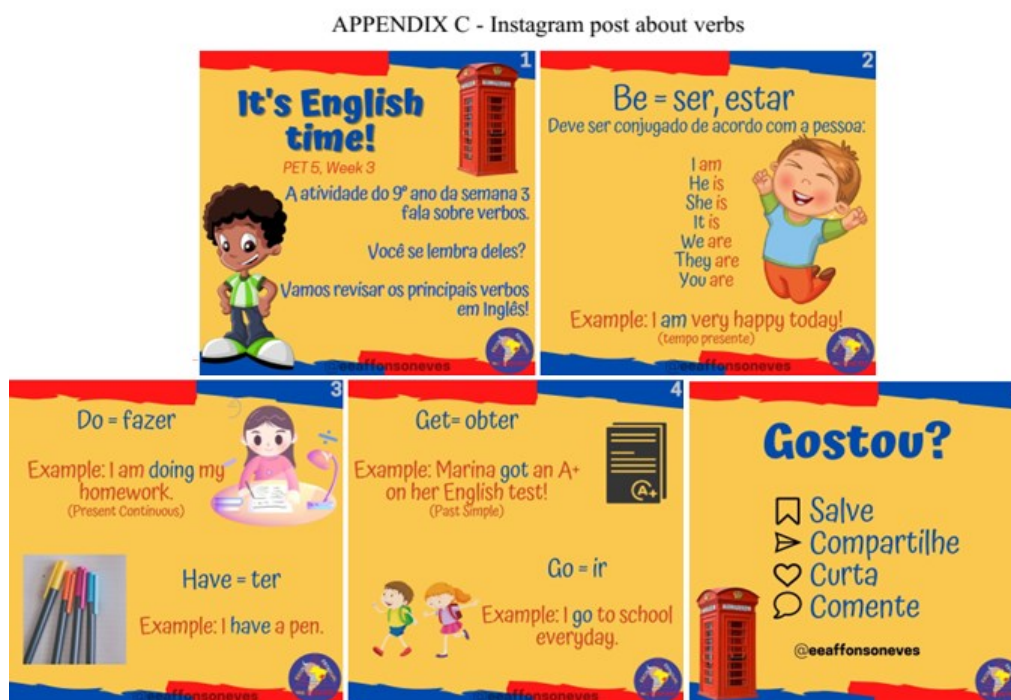 APPENDIX C - Instagram post about verbs
1
It's English
time!
PET 5, Week 3
A atividade do 9º ano da semana 3
fala sobre verbos.
Você se lembra deles?
Vamos revisar os principais verbos
em Inglês!
@eeaffonsoneves
2
Be = ser, estar
Deve ser conjugado de acordo com a pessoa:
I am
He is
She is
It is
We are
They are
You are
Example: I am very happy today!
(tempo presente)
@eeaffonsoneves
3
Do = fazer
Example: I am doing my
homework.
(Present Continuous)
Have = ter
Example: I have a pen.
@eeaffonsoneves
4
Get= obter
Example: Marina got an A+
on her English test!
(Past Simple)
A+
Go = ir
Example: I go to school
everyday.
@eeaffonsoneves
Gostou?
Salve
Compartilhe
Curta
Comente
@eeaffonsoneves